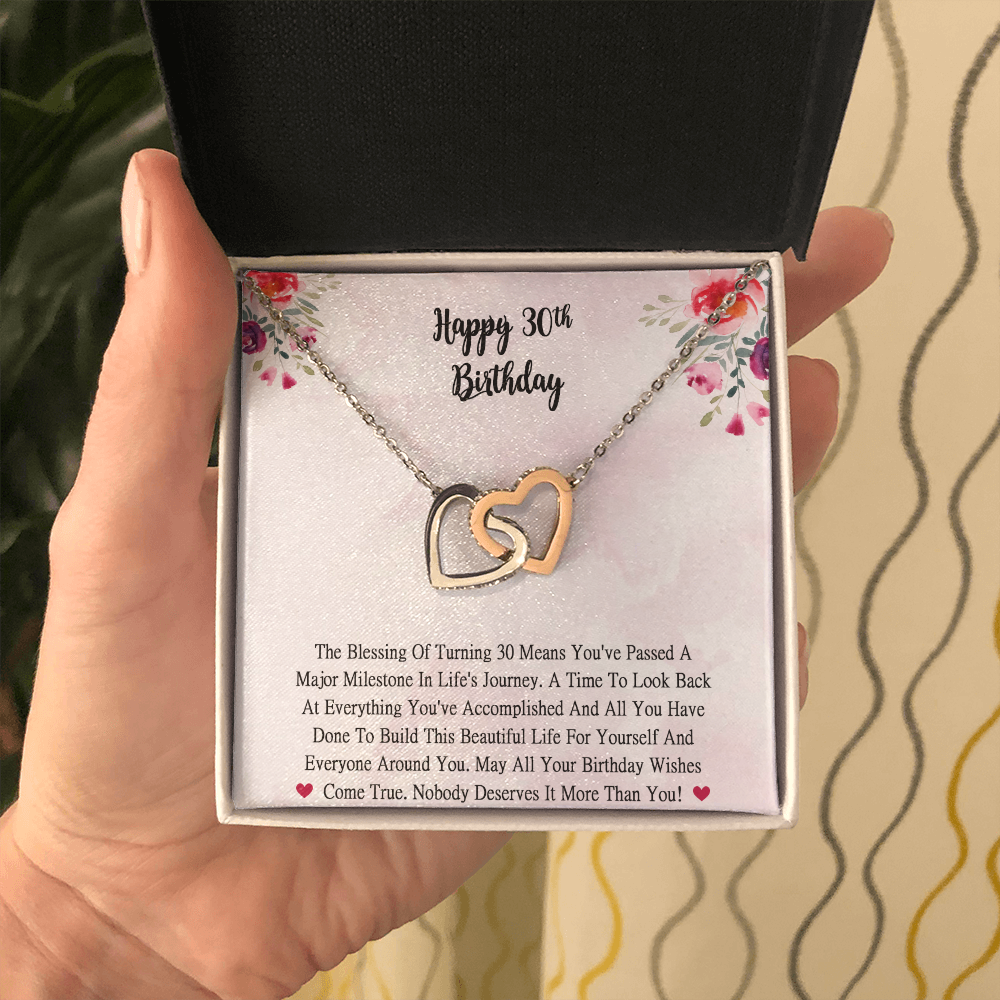 Happy 30th
Birthday
The Blessing Of Turning 30 Means You've Passed A
Major Milestone In Life's Journey. A Time To Look Back
At Everything You've Accomplished And All You Have
Done To Build This Beautiful Life For Yourself And
Everyone Around You. May All Your Birthday Wishes
Come True. Nobody Deserves It More Than You!